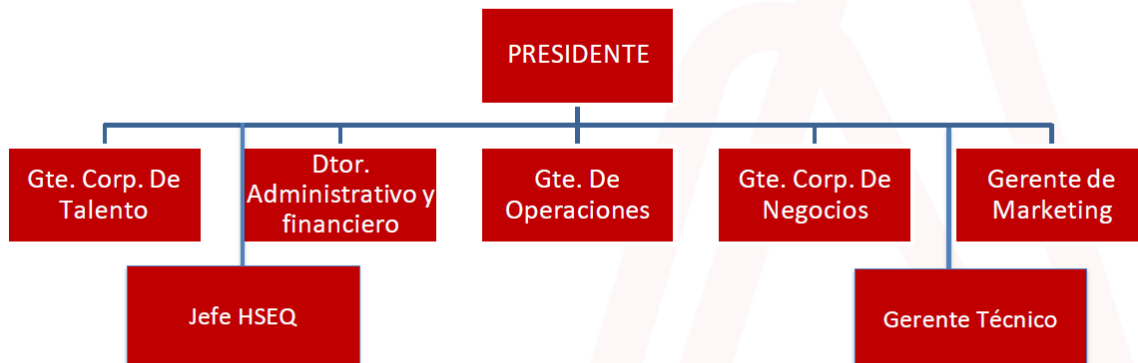 PRESIDENTE
Gte. Corp. De
Talento
Dtor.
Administrativo y
financiero
Gte. De
Operaciones
Gte. Corp. De
Negocios
Gerente de
Marketing
Jefe HSEQ
Gerente Técnico